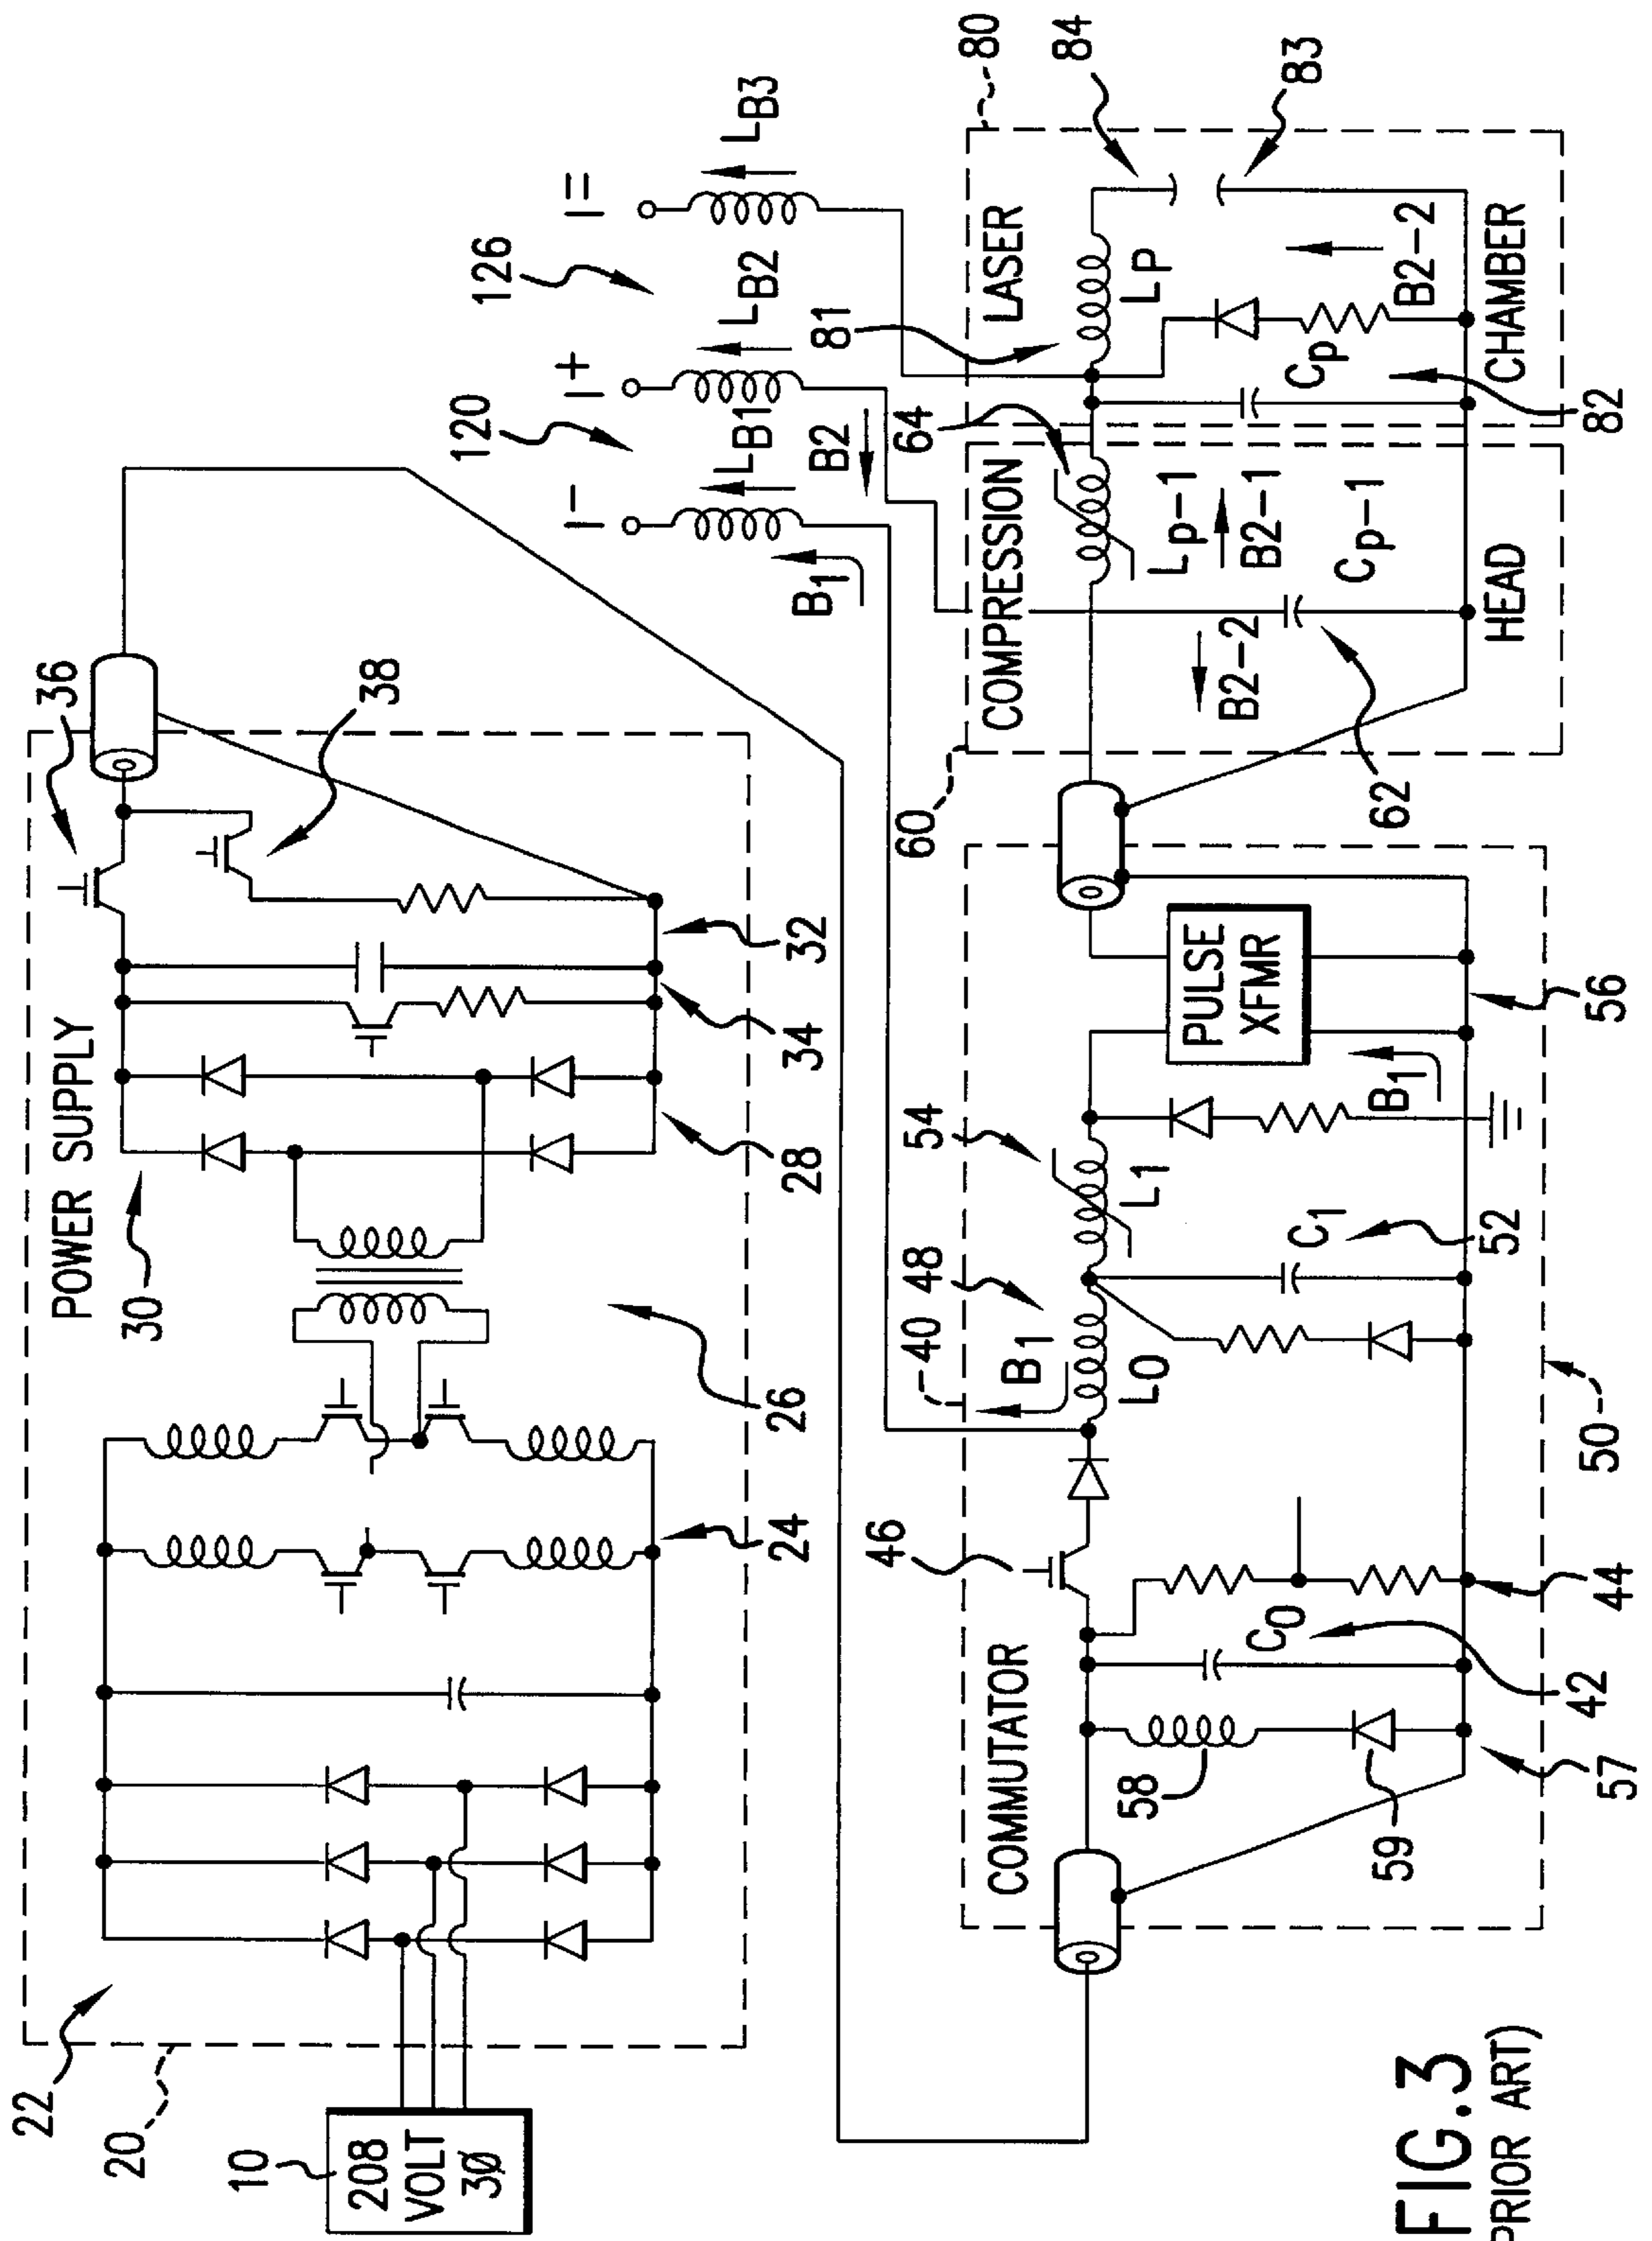 22
20
10
208
VOLT
3Ø
POWER SUPPLY
30
24
26
28
34
32
36
38
120
126
I-
I+
I=
LB1
LB2
LB3
B1
B2
COMMUTATOR
46
40
B1
48
L0
54
L1
C0
58
59
57
42
44
C1
52
B1
PULSE
XFMR
56
50
60
COMPRESSION
HEAD
64
Lp-1
B2-1
B2-2
Cp-1
62
81
LASER
CHAMBER
80
84
83
LP
Cp
B2-2
82
FIG.3
PRIOR ART)